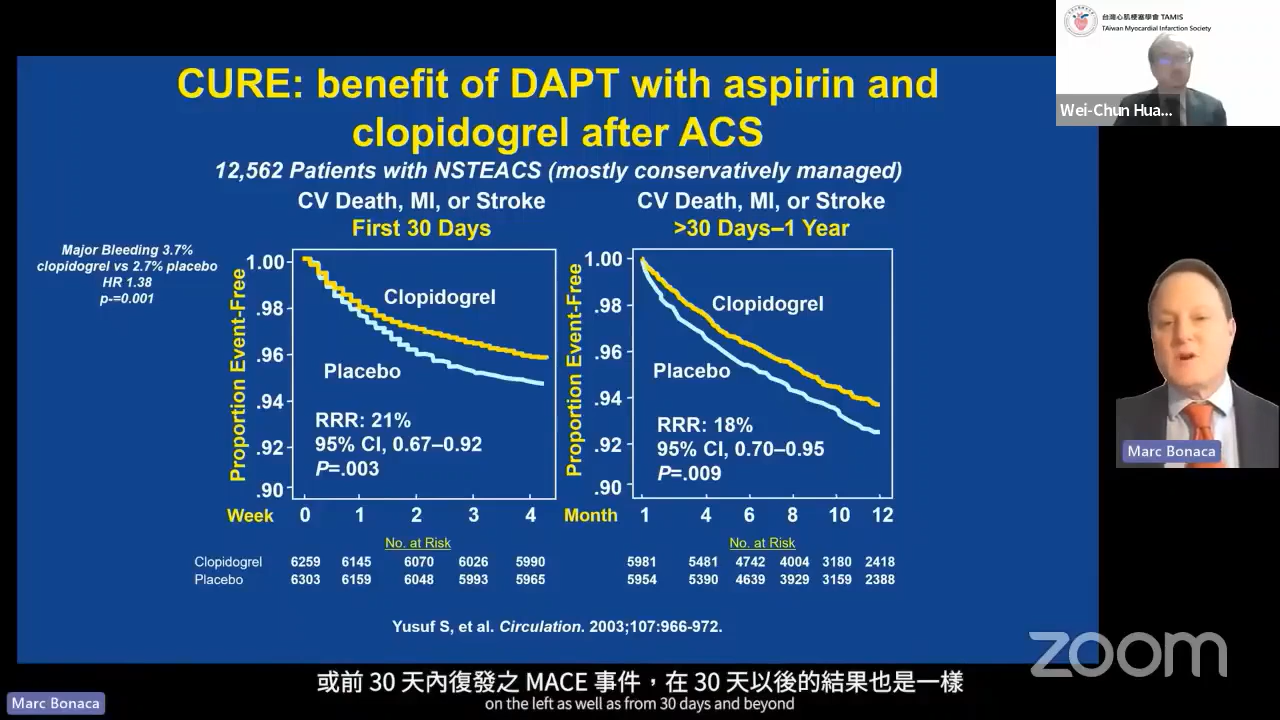 台灣心肌梗塞學會 TAMIS
TAiwan Myocardial Infarction Society
Wei-Chun Hua...
CURE: benefit of DAPT with aspirin and
clopidogrel after ACS
12,562 Patients with NSTEACS (mostly conservatively managed)
CV Death, MI, or Stroke
First 30 Days
CV Death, MI, or Stroke
>30 Days–1 Year
Major Bleeding 3.7%
clopidogrel vs 2.7% placebo
HR 1.38
p-=0.001
Proportion Event-Free
1.00
.98
.96
.94
.92
.90
Clopidogrel
Placebo
RRR: 21%
95% CI, 0.67–0.92
P=.003
Week 0 1 2 3 4
Proportion Event-Free
1.00
.98
.96
.94
.92
.90
Clopidogrel
Placebo
RRR: 18%
95% CI, 0.70–0.95
P=.009
Month 1 4 6 8 10 12
No. at Risk
Clopidogrel 6259 6145 6070 6026 5990
Placebo 6303 6159 6048 5993 5965
No. at Risk
5981 5481 4742 4004 3180 2418
5954 5390 4639 3929 3159 2388
Yusuf S, et al. Circulation. 2003;107:966-972.
Marc Bonaca
zoom
或前 30 天內復發之 MACE 事件，在 30 天以後的結果也是一樣
on the left as well as from 30 days and beyond
Marc Bonaca